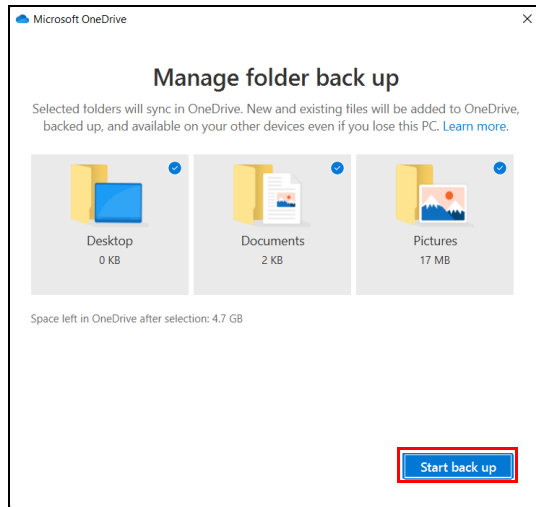 Microsoft OneDrive
Manage folder back up
Selected folders will sync in OneDrive. New and existing files will be added to OneDrive,
backed up, and available on your other devices even if you lose this PC. Learn more.
Desktop
0 KB
Documents
2 KB
Pictures
17 MB
Space left in OneDrive after selection: 4.7 GB
Start back up